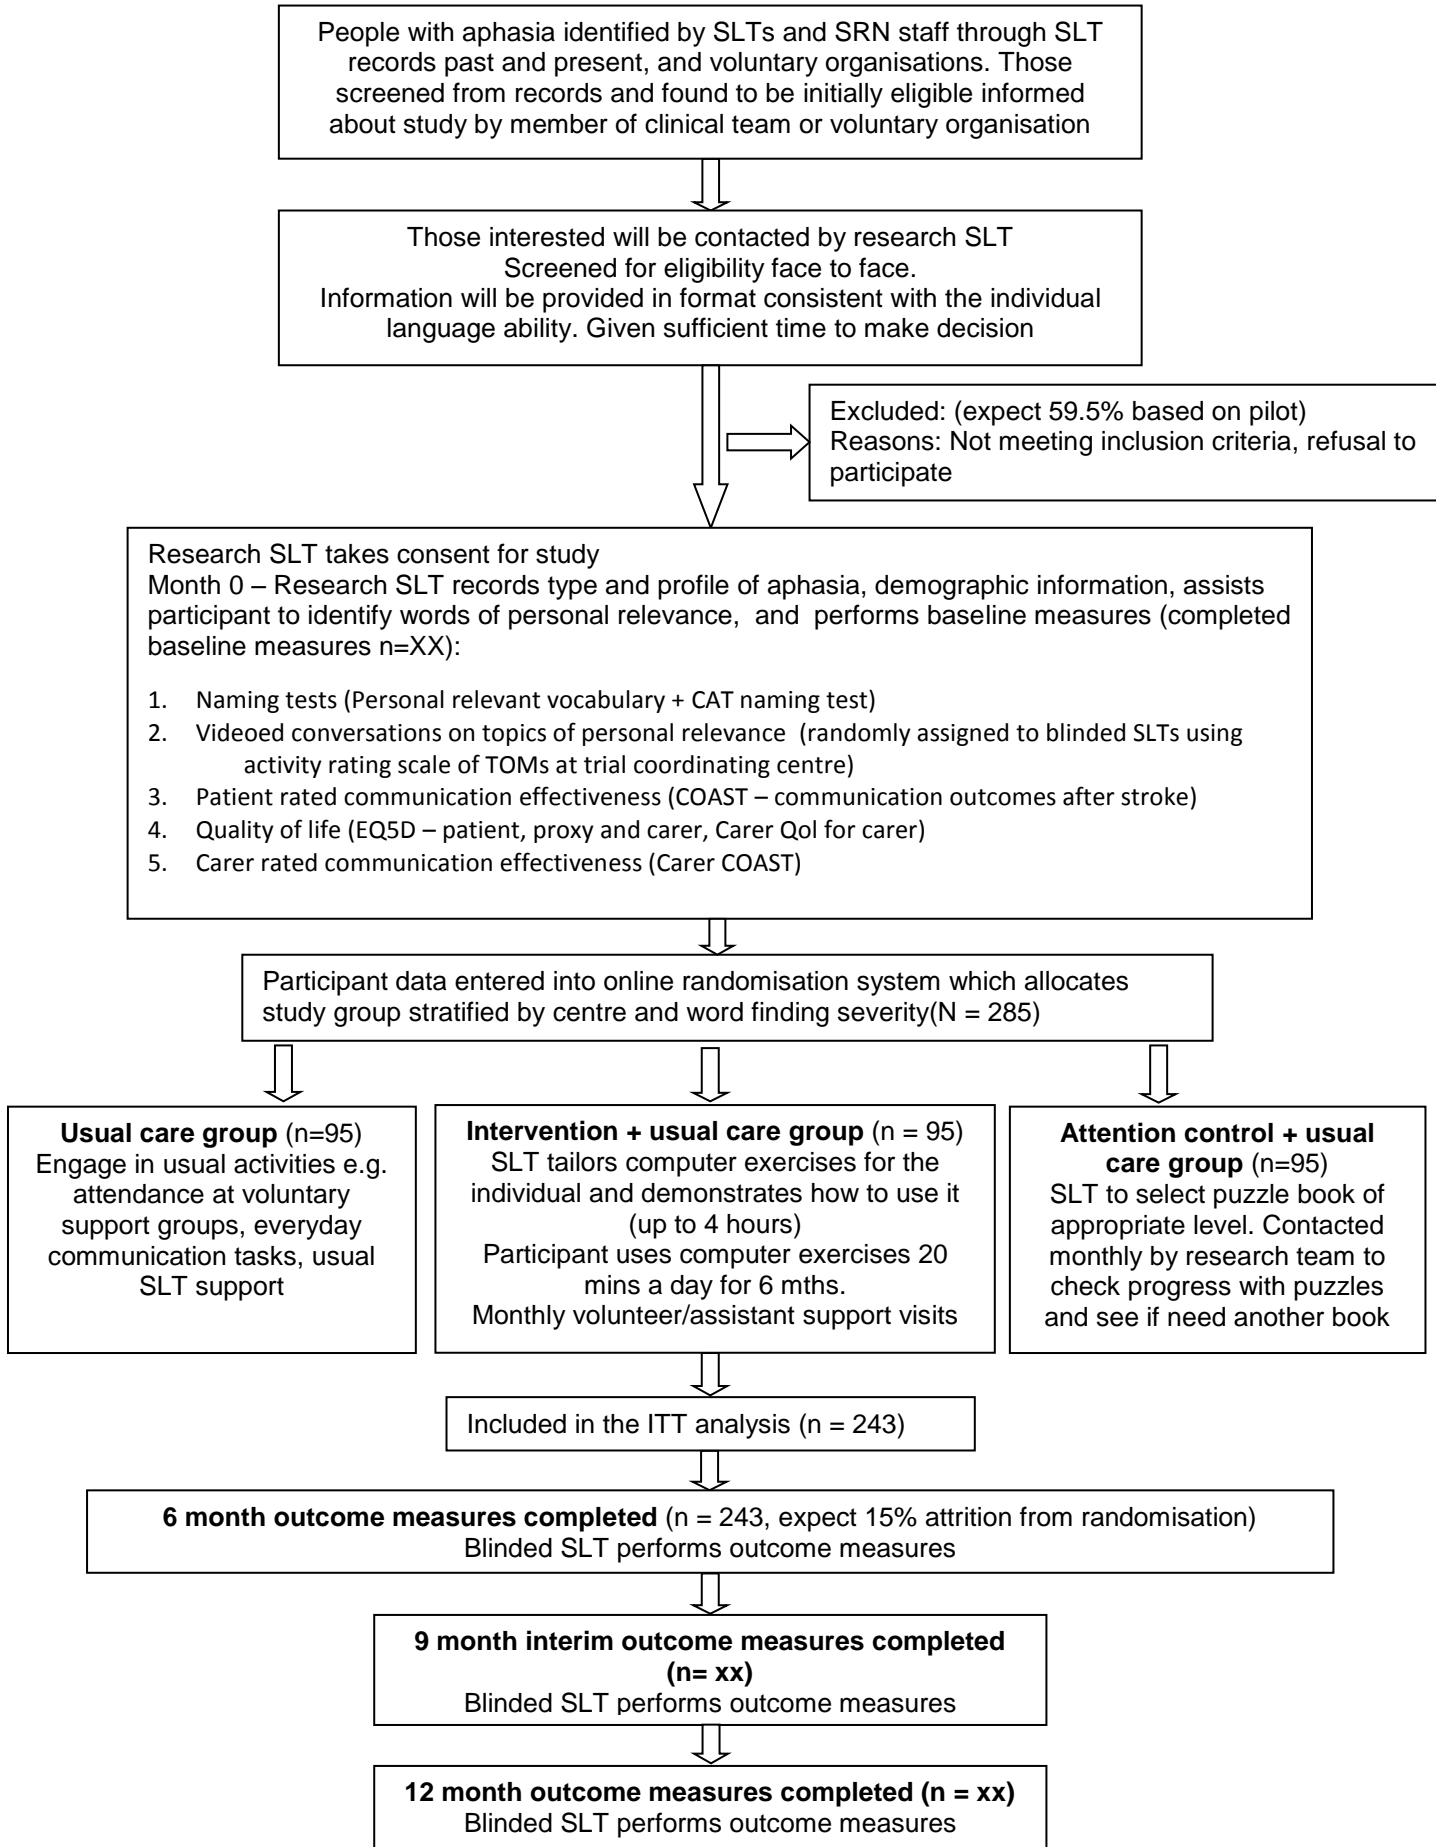 People with aphasia identified by SLTs and SRN staff through SLT
records past and present, and voluntary organisations. Those
screened from records and found to be initially eligible informed
about study by member of clinical team or voluntary organisation
Those interested will be contacted by research SLT
Screened for eligibility face to face.
Information will be provided in format consistent with the individual
language ability. Given sufficient time to make decision
Excluded: (expect 59.5% based on pilot)
Reasons: Not meeting inclusion criteria, refusal to
participate
Research SLT takes consent for study
Month 0 – Research SLT records type and profile of aphasia, demographic information, assists
participant to identify words of personal relevance, and performs baseline measures (completed
baseline measures n=XX):
1. Naming tests (Personal relevant vocabulary + CAT naming test)
2. Videoed conversations on topics of personal relevance (randomly assigned to blinded SLTs using
activity rating scale of TOMs at trial coordinating centre)
3. Patient rated communication effectiveness (COAST – communication outcomes after stroke)
4. Quality of life (EQ5D – patient, proxy and carer, Carer Qol for carer)
5. Carer rated communication effectiveness (Carer COAST)
Participant data entered into online randomisation system which allocates
study group stratified by centre and word finding severity(N = 285)
Usual care group (n=95)
Engage in usual activities e.g.
attendance at voluntary
support groups, everyday
communication tasks, usual
SLT support
Intervention + usual care group (n = 95)
SLT tailors computer exercises for the
individual and demonstrates how to use it
(up to 4 hours)
Participant uses computer exercises 20
mins a day for 6 mths.
Monthly volunteer/assistant support visits
Attention control + usual
care group (n=95)
SLT to select puzzle book of
appropriate level. Contacted
monthly by research team to
check progress with puzzles
and see if need another book
Included in the ITT analysis (n = 243)
6 month outcome measures completed (n = 243, expect 15% attrition from randomisation)
Blinded SLT performs outcome measures
9 month interim outcome measures completed
(n= xx)
Blinded SLT performs outcome measures
12 month outcome measures completed (n = xx)
Blinded SLT performs outcome measures